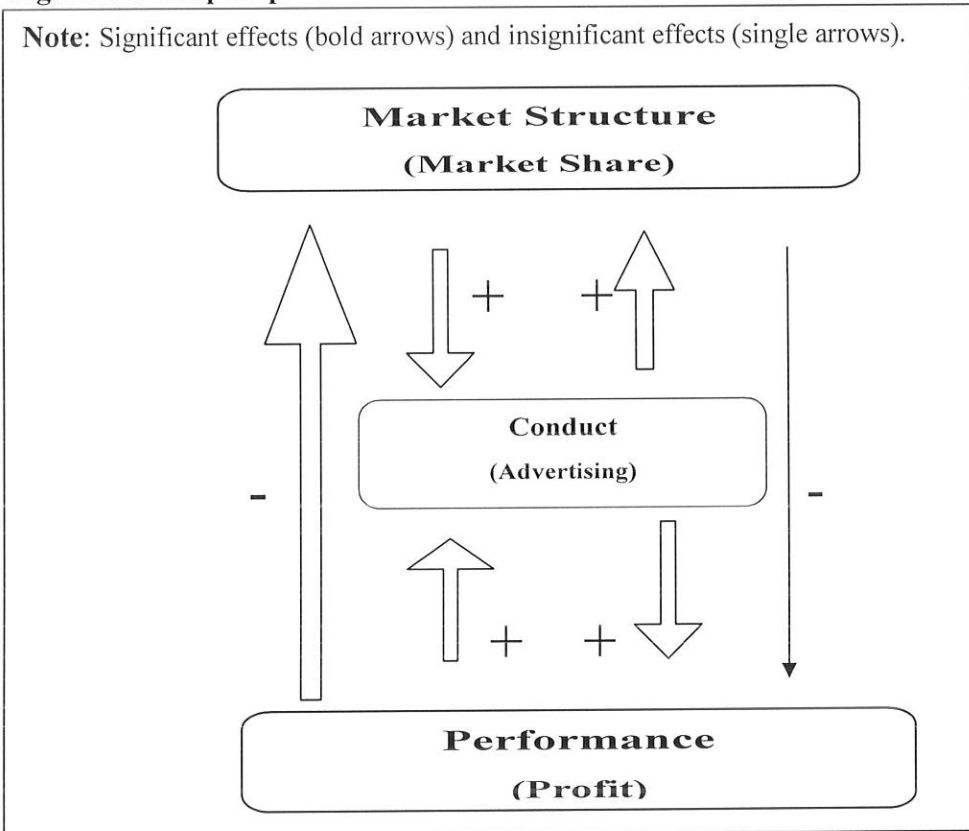 Note: Significant effects (bold arrows) and insignificant effects (single arrows).
Market Structure
(Market Share)
+ +
Conduct
(Advertising)
- -
+ +
Performance
(Profit)